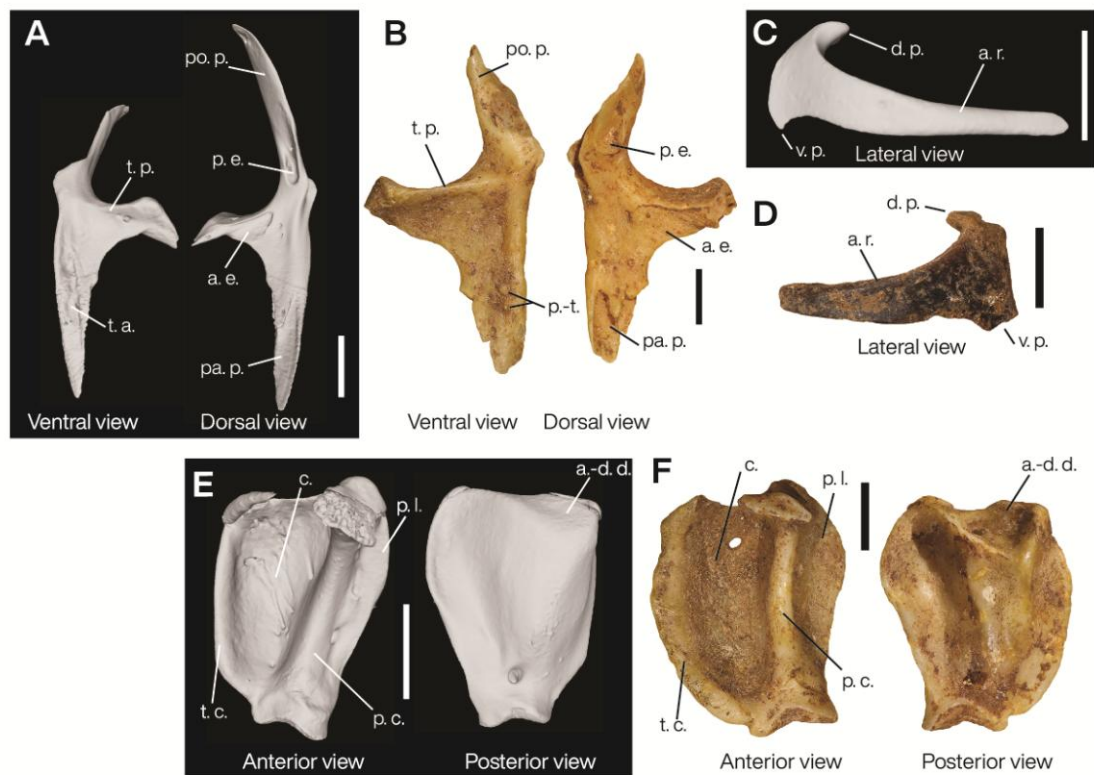 A
po. p.
t. p.
p. e.
a. e.
t. a.
pa. p.
Ventral view
Dorsal view
B
po. p.
t. p.
p. e.
a. e.
p.-t.
pa. p.
Ventral view
Dorsal view
C
d. p.
a. r.
v. p.
Lateral view
D
d. p.
a. r.
v. p.
Lateral view
E
c.
p. l.
a.-d. d.
t. c.
p. c.
Anterior view
Posterior view
F
c.
p. l.
a.-d. d.
p. c.
t. c.
Anterior view
Posterior view